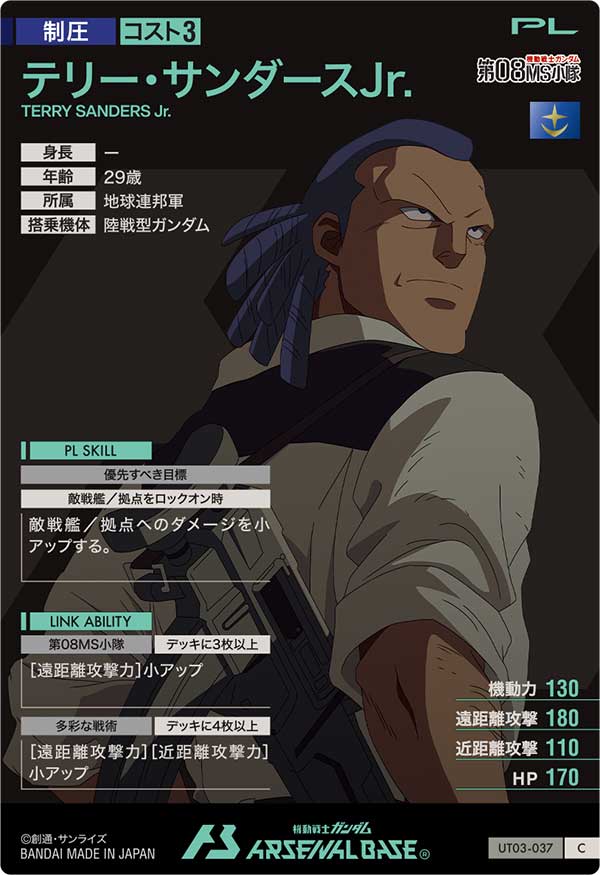 制圧 コスト3 PL
テリー・サンダースJr.
TERRY SANDERS Jr.
機動戦士ガンダム
第08MS小隊
身長 ー
年齢 29歳
所属 地球連邦軍
搭乗機体 陸戦型ガンダム
PL SKILL
優先すべき目標
敵戦艦／拠点をロックオン時
敵戦艦／拠点へのダメージを小
アップする。
LINK ABILITY
第08MS小隊 デッキに3枚以上
[遠距離攻撃力]小アップ
多彩な戦術 デッキに4枚以上
[遠距離攻撃力][近距離攻撃力]
小アップ
機動力 130
遠距離攻撃 180
近距離攻撃 110
HP 170
©創通・サンライズ
BANDAI MADE IN JAPAN
AB
機動戦士ガンダム
ARSENAL BASE®
UT03-037 C